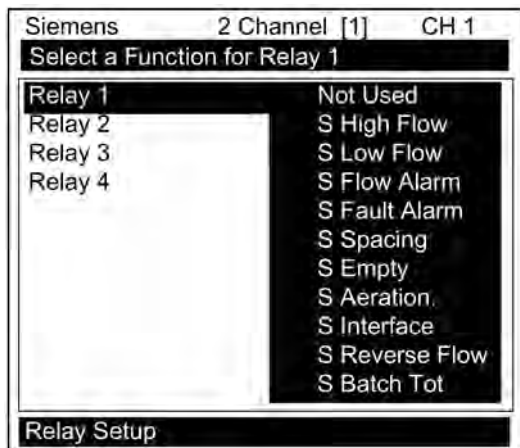 Siemens 2 Channel [1] CH 1
Select a Function for Relay 1
Relay 1 Not Used
Relay 2 S High Flow
Relay 3 S Low Flow
Relay 4 S Flow Alarm
S Fault Alarm
S Spacing
S Empty
S Aeration.
S Interface
S Reverse Flow
S Batch Tot
Relay Setup